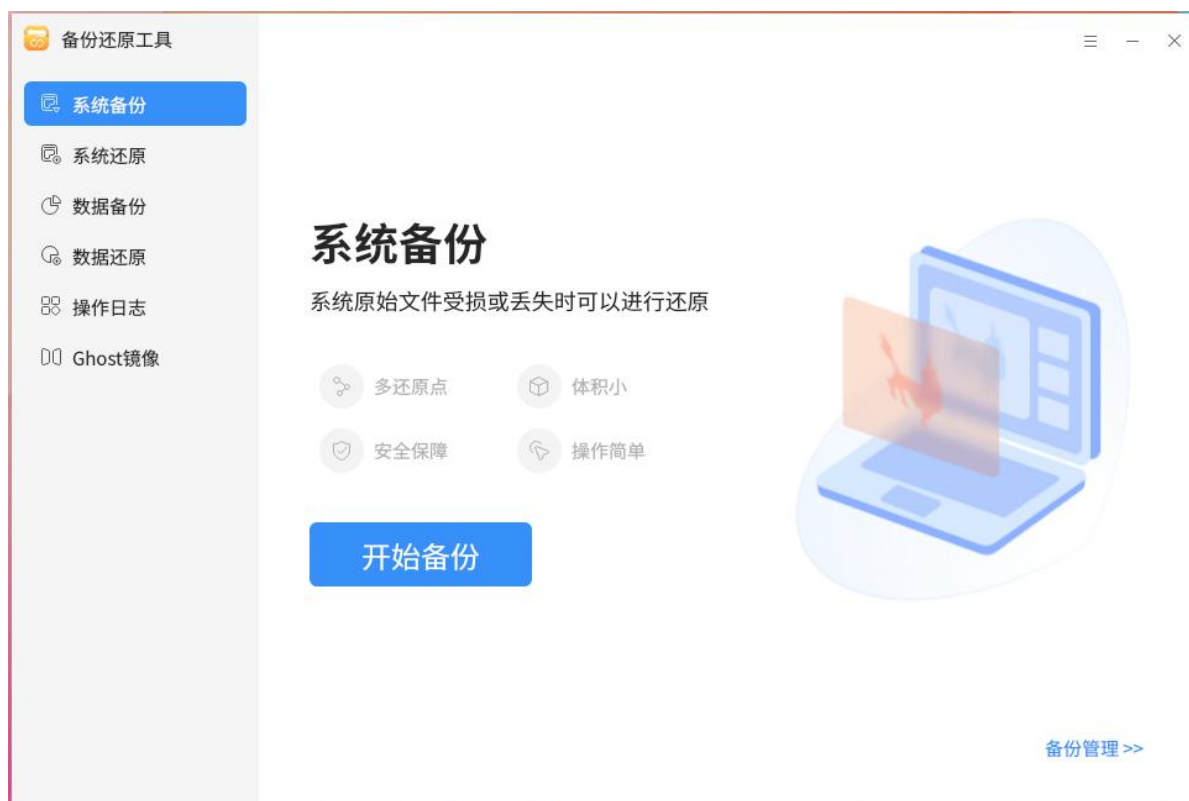 备份还原工具
系统备份
系统还原
数据备份
数据还原
操作日志
Ghost镜像
系统备份
系统原始文件受损或丢失时可以进行还原
多还原点
体积小
安全保障
操作简单
开始备份
备份管理 >>